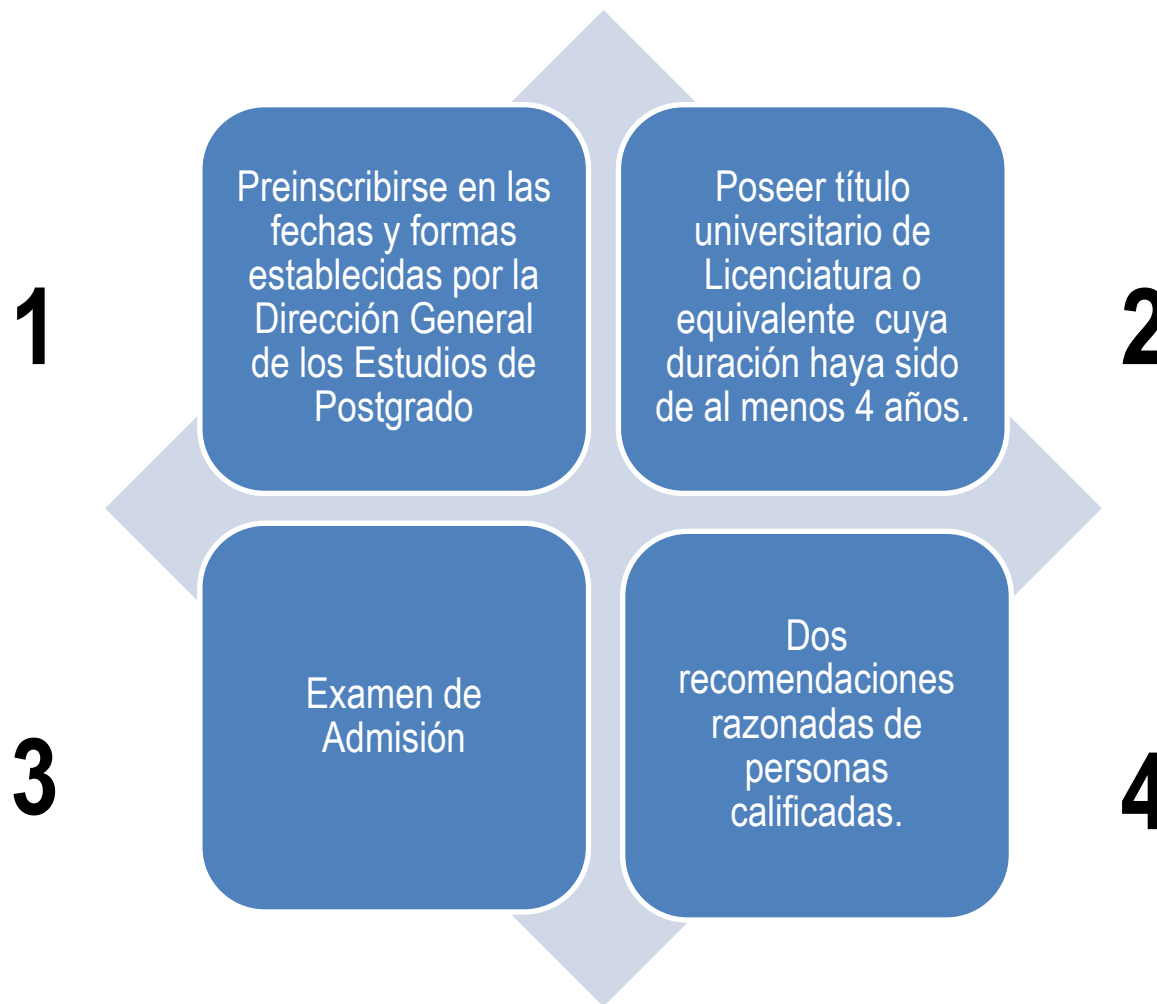 1
Preinscribirse en las
fechas y formas
establecidas por la
Dirección General
de los Estudios de
Postgrado
2
Poseer título
universitario de
Licenciatura o
equivalente cuya
duración haya sido
de al menos 4 años.
3
Examen de
Admisión
4
Dos
recomendaciones
razonadas de
personas
calificadas.